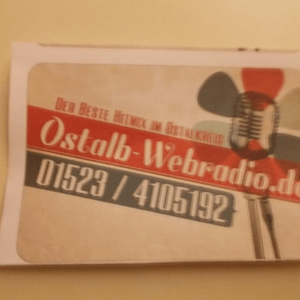 Der Beste Hitmix im Ostalbkreis
Ostalb-Webradio.de
01523 / 4105192